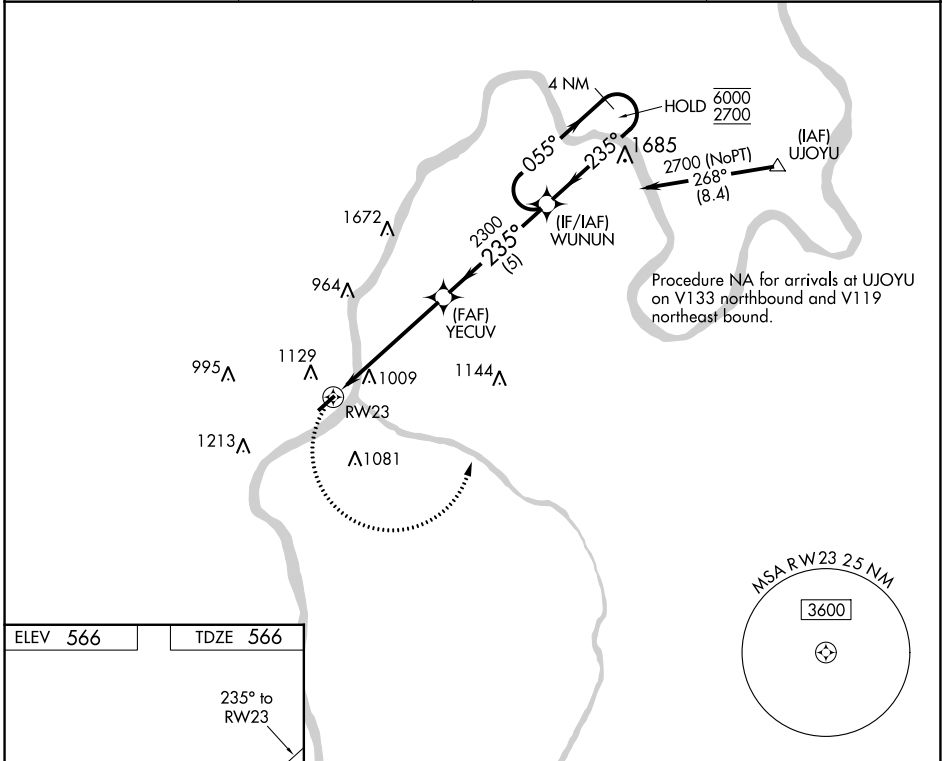 4 NM
HOLD 6000
2700
055°
235°
1685
(IAF)
UJOYU
2700 (NoPT)
268°
(8.4)
1672
(IF/IAF)
WUNUN
2300
235°
(5)
Procedure NA for arrivals at UJOYU
on V133 northbound and V119
northeast bound.
964
(FAF)
YECUV
995
1129
1009
1144
RW23
1213
1081
MSA RW23 25 NM
3600
ELEV 566
TDZE 566
235° to
RW23